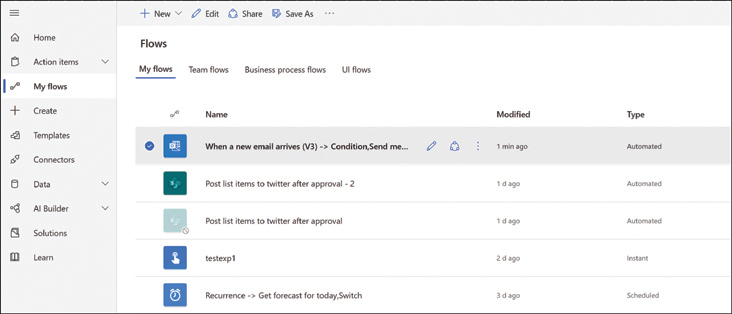 + New Edit Share Save As ...
Home
Action items
My flows
Create
Templates
Connectors
Data
AI Builder
Solutions
Learn
Flows
My flows Team flows Business process flows UI flows
Name Modified Type
When a new email arrives (V3) -> Condition,Send me... 1 min ago Automated
Post list items to twitter after approval - 2 1 d ago Automated
Post list items to twitter after approval 1 d ago Automated
testexp1 2 d ago Instant
Recurrence -> Get forecast for today,Switch 3 d ago Scheduled